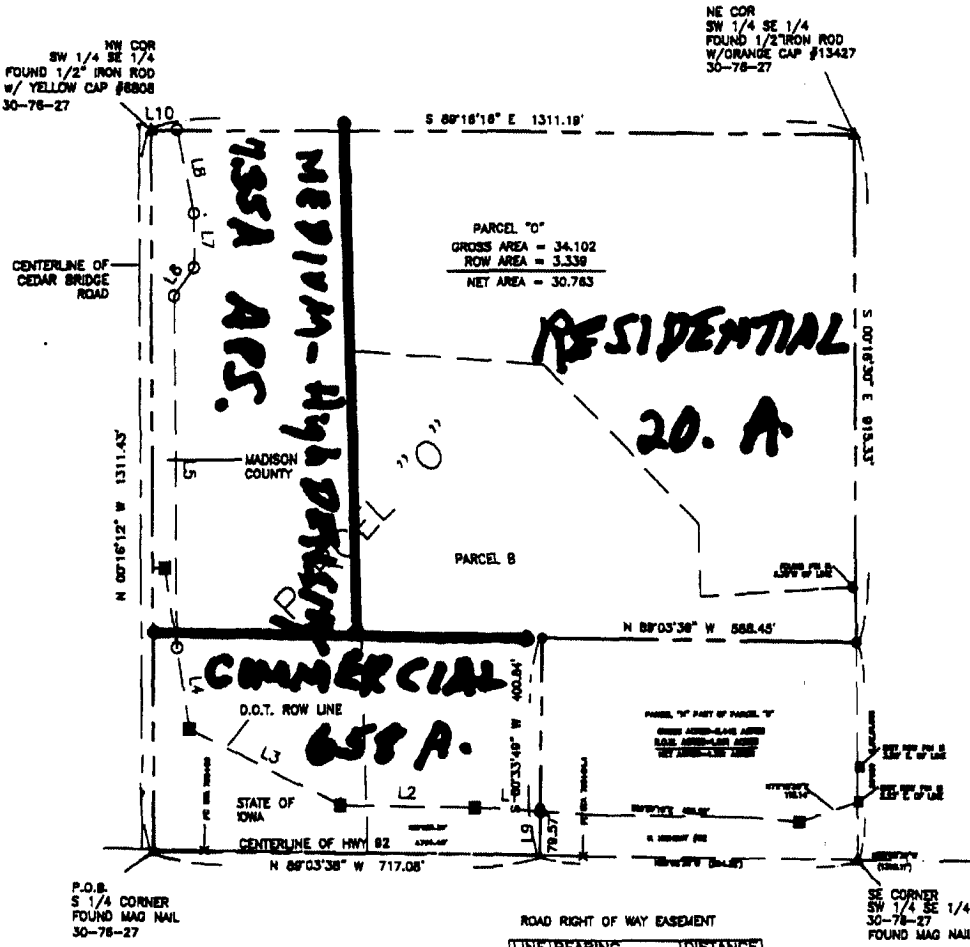 NE COR
SW 1/4 SE 1/4
FOUND 1/2" IRON ROD
W/ORANGE CAP #13427
30-76-27
NW COR
SW 1/4 SE 1/4
FOUND 1/2" IRON ROD
w/ YELLOW CAP #6808
30-76-27
L10
S 89°16'16" E 1311.19'
L8
L7
L6
CENTERLINE OF
CEDAR BRIDGE
ROAD
MEDIUM-High DENSITY
APS.
PARCEL "O"
GROSS AREA = 34.102
ROW AREA = 3.339
NET AREA = 30.763
RESIDENTIAL
20. A.
S 00°16'30" E 913.33'
N 00°16'12" W 1311.43'
L5
MADISON
COUNTY
PARCEL "O"
PARCEL B
N 89°03'38" W 588.45'
COMMERCIAL
658 A.
L4
D.O.T. ROW LINE
L3
S 00°33'49" W 400.84'
L2
STATE OF
IOWA
L9
79.57'
CENTERLINE OF HWY 92
N 89°03'38" W 717.08'
P.O.B.
S 1/4 CORNER
FOUND MAG NAIL
30-76-27
SE CORNER
SW 1/4 SE 1/4
30-76-27
FOUND MAG NAIL
ROAD RIGHT OF WAY EASEMENT
LINE BEARING DISTANCE